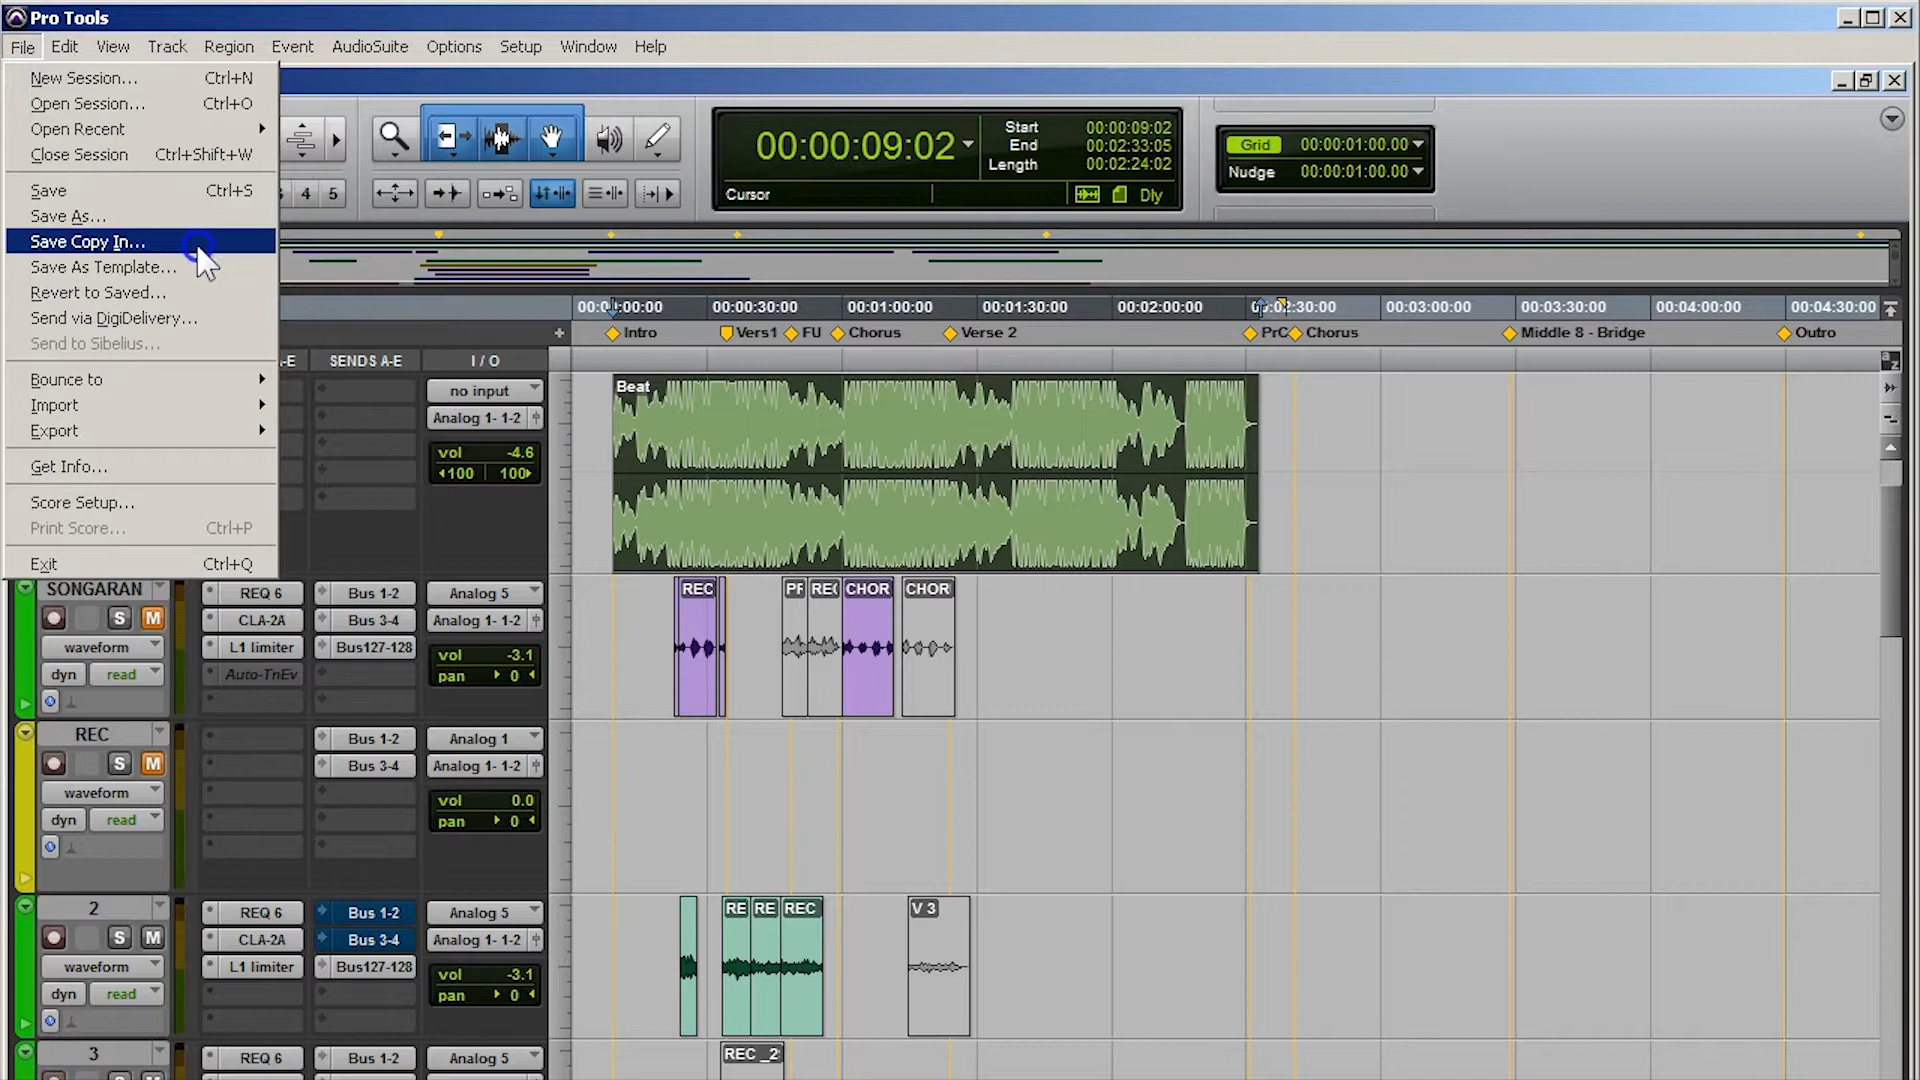 Pro Tools
File Edit View Track Region Event AudioSuite Options Setup Window Help
New Session... Ctrl+N
Open Session... Ctrl+O
Open Recent
Close Session Ctrl+Shift+W
Save Ctrl+S
Save As...
Save Copy In...
Save As Template...
Revert to Saved...
Send via DigiDelivery...
Send to Sibelius...
Bounce to
Import
Export
Get Info...
Score Setup...
Print Score... Ctrl+P
Exit Ctrl+Q
4 5
00:00:09:02
Start 00:00:09:02
End 00:02:33:05
Length 00:02:24:02
Cursor
Dly
Grid 00:00:01:00.00
Nudge 00:00:01:00.00
00:00:30:00 00:01:00:00 00:01:30:00 00:02:00:00 00:03:00:00 00:03:30:00 00:04:00:00 00:04:30:00
Intro Vers1 FU Chorus Verse 2 PrC Chorus Middle 8 - Bridge Outro
A-E SENDS A-E I / O
no input
Analog 1- 1-2
vol -4.6
100 100
Beat
SONGARAN REQ 6 Bus 1-2 Analog 5
S M CLA-2A Bus 3-4 Analog 1- 1-2
waveform L1 limiter Bus127-128 vol -3.1
dyn read Auto-TnEv pan 0
REC CHOR CHOR
REC Bus 1-2 Analog 1
S M Bus 3-4 Analog 1- 1-2
waveform vol 0.0
dyn read pan 0
2 REQ 6 Bus 1-2 Analog 5
S M CLA-2A Bus 3-4 Analog 1- 1-2
waveform L1 limiter Bus127-128 vol -3.1
dyn read pan 0
RE RE REC V 3
3 REQ 6 Bus 1-2 Analog 5
REC _2